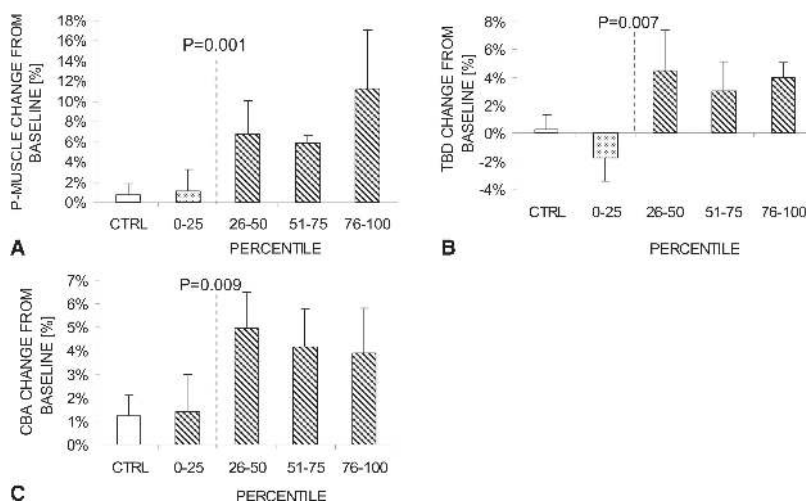 P-MUSCLE CHANGE FROM
BASELINE [%]
18%
16%
14%
12%
10%
8%
6%
4%
2%
0%
P=0.001
CTRL 0-25 26-50 51-75 76-100
PERCENTILE
A
TBD CHANGE FROM
BASELINE [%]
8%
6%
4%
2%
0%
-2%
-4%
P=0.007
CTRL 0-25 26-50 51-75 76-100
PERCENTILE
B
CBA CHANGE FROM
BASELINE [%]
7%
6%
5%
4%
3%
2%
1%
0%
P=0.009
CTRL 0-25 26-50 51-75 76-100
PERCENTILE
C